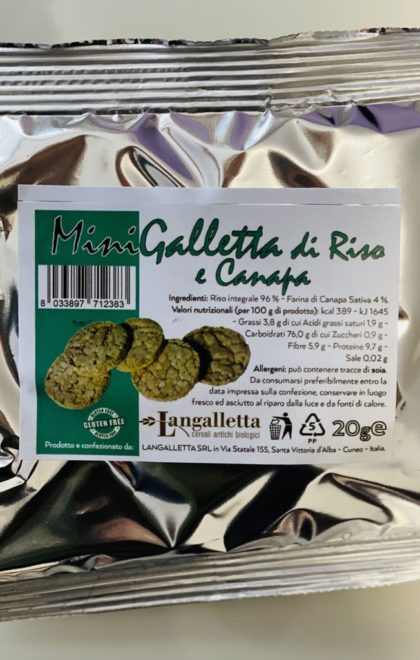 Mini Galletta di Riso
e Canapa
Ingredienti: Riso integrale 96 % - Farina di Canapa Sativa 4 %.
Valori nutrizionali (per 100 g di prodotto): kcal 389 - kJ 1645
- Grassi 3,8 g di cui Acidi grassi saturi 1,9 g -
Carboidrati 76,0 g di cui Zuccheri 0,9 g -
Fibre 5,9 g - Proteine 9,7 g -
Sale 0,02 g
Allergeni: può contenere tracce di soia.
Da consumarsi preferibilmente entro la
data impressa sulla confezione, conservare in luogo
fresco ed asciutto al riparo dalla luce e da fonti di calore.
8 033897 712383
GLUTEN FREE
Langalletta
cereali antichi biologici
5
PP
20g e
Prodotto e confezionato da:
LANGALLETTA SRL in Via Statale 155, Santa Vittoria d'Alba - Cuneo - Italia.